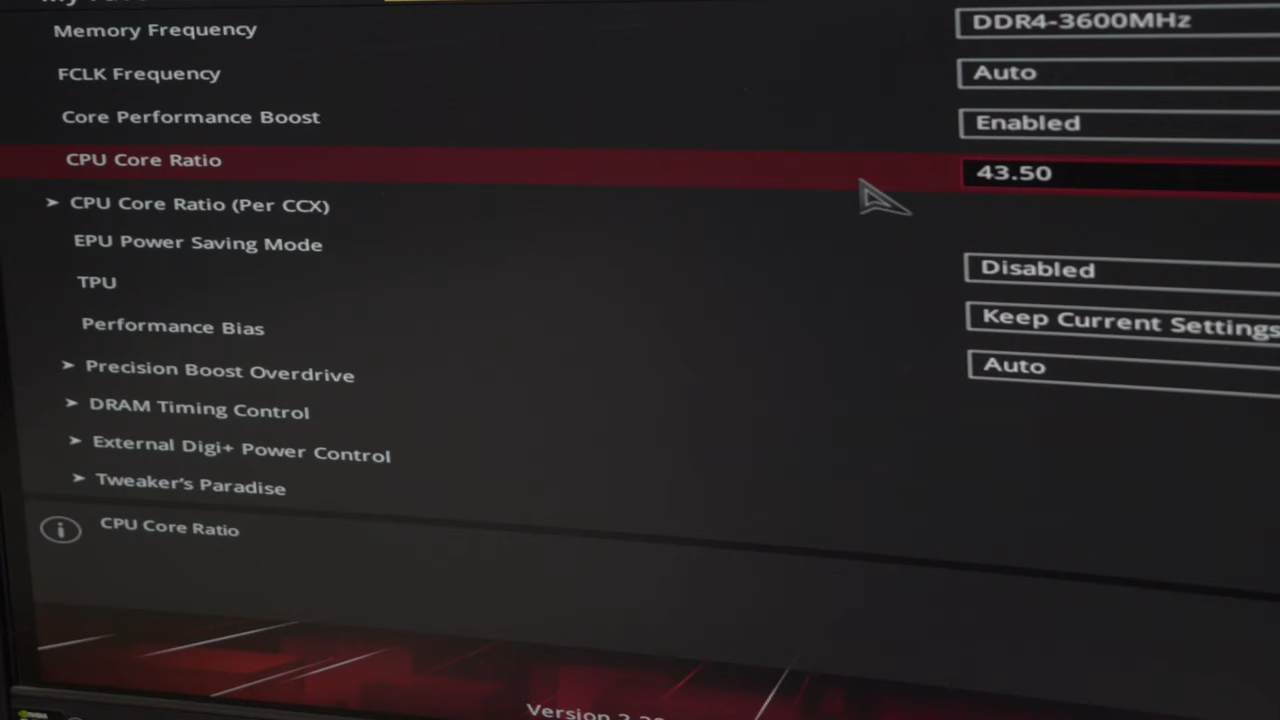 Memory Frequency DDR4-3600MHz
FCLK Frequency Auto
Core Performance Boost Enabled
CPU Core Ratio 43.50
CPU Core Ratio (Per CCX)
EPU Power Saving Mode Disabled
TPU Keep Current Settings
Performance Bias Auto
Precision Boost Overdrive
DRAM Timing Control
External Digi+ Power Control
Tweaker's Paradise
CPU Core Ratio
Version